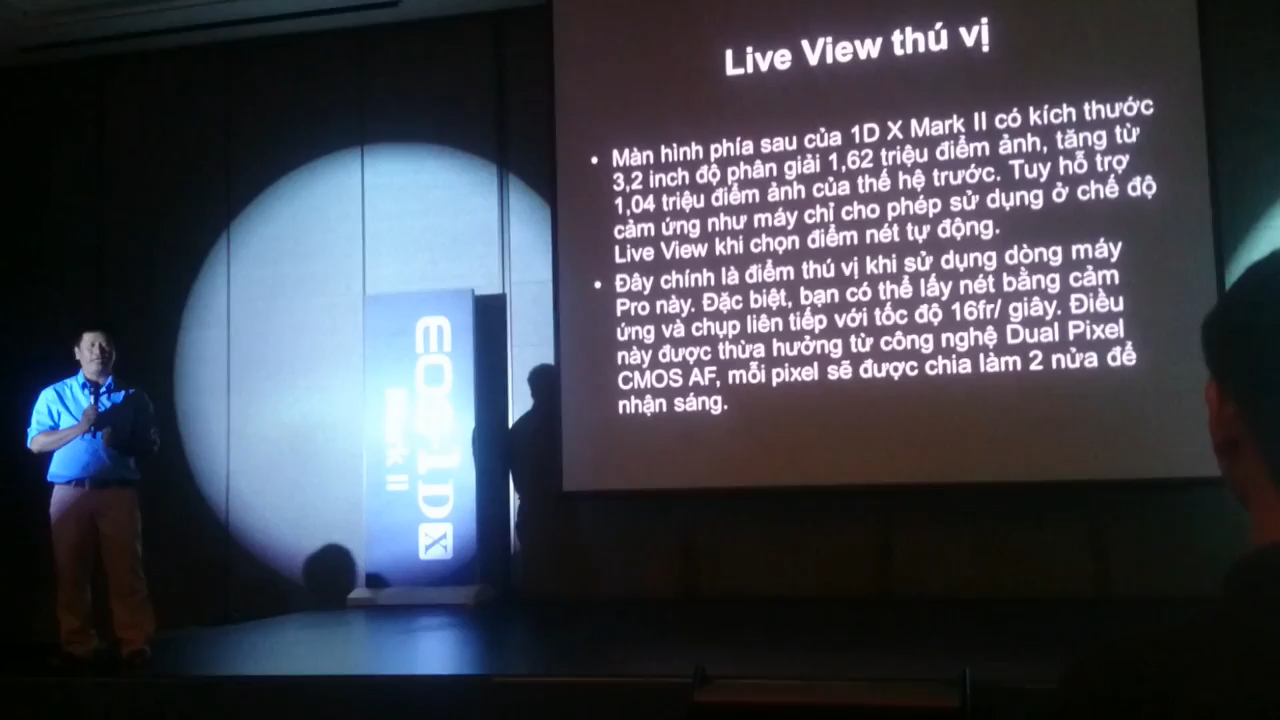 Live View thú vị
• Màn hình phía sau của 1D X Mark II có kích thước
3,2 inch độ phân giải 1,62 triệu điểm ảnh, tăng từ
1,04 triệu điểm ảnh của thế hệ trước. Tuy hỗ trợ
cảm ứng như máy chỉ cho phép sử dụng ở chế độ
Live View khi chọn điểm nét tự động.
• Đây chính là điểm thú vị khi sử dụng dòng máy
Pro này. Đặc biệt, bạn có thể lấy nét bằng cảm
ứng và chụp liên tiếp với tốc độ 16fr/ giây. Điều
này được thừa hưởng từ công nghệ Dual Pixel
CMOS AF, mỗi pixel sẽ được chia làm 2 nửa để
nhận sáng.
EOS-1D X
Mark II